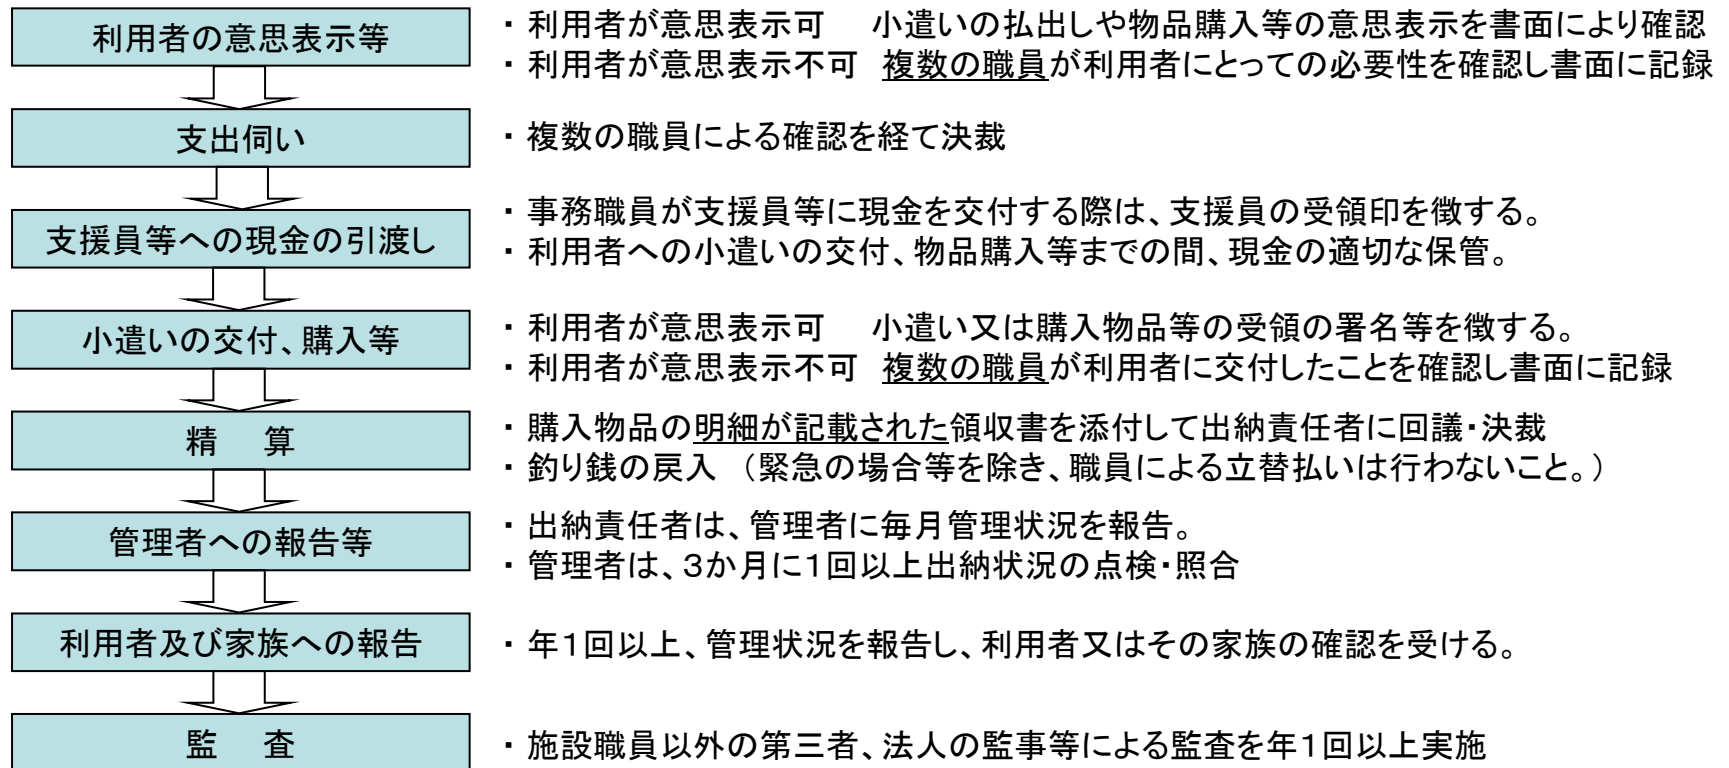 利用者の意思表示等
・利用者が意思表示可　小遣いの払出しや物品購入等の意思表示を書面により確認
・利用者が意思表示不可　複数の職員が利用者にとっての必要性を確認し書面に記録
支出伺い
・複数の職員による確認を経て決裁
支援員等への現金の引渡し
・事務職員が支援員等に現金を交付する際は、支援員の受領印を徴する。
・利用者への小遣いの交付、物品購入等までの間、現金の適切な保管。
小遣いの交付、購入等
・利用者が意思表示可　小遣い又は購入物品等の受領の署名等を徴する。
・利用者が意思表示不可　複数の職員が利用者に交付したことを確認し書面に記録
精　算
・購入物品の明細が記載された領収書を添付して出納責任者に回議・決裁
・釣り銭の戻入　（緊急の場合等を除き、職員による立替払いは行わないこと。）
管理者への報告等
・出納責任者は、管理者に毎月管理状況を報告。
・管理者は、３か月に１回以上出納状況の点検・照合
利用者及び家族への報告
・年１回以上、管理状況を報告し、利用者又はその家族の確認を受ける。
監　査
・施設職員以外の第三者、法人の監事等による監査を年１回以上実施